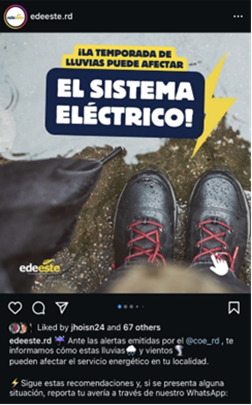 edeeste.rd
¡LA TEMPORADA DE
LLUVIAS PUEDE AFECTAR
EL SISTEMA
ELÉCTRICO!
edeeste
Liked by jhoisn24 and 67 others
edeeste.rd ☔ Ante las alertas emitidas por el @coe_rd, te
informamos cómo estas lluvias🌧️ y vientos🌪️
pueden afectar el servicio energético en tu localidad.
⚡Sigue estas recomendaciones y, si se presenta alguna
situación, reporta tu avería a través de nuestro WhatsApp: